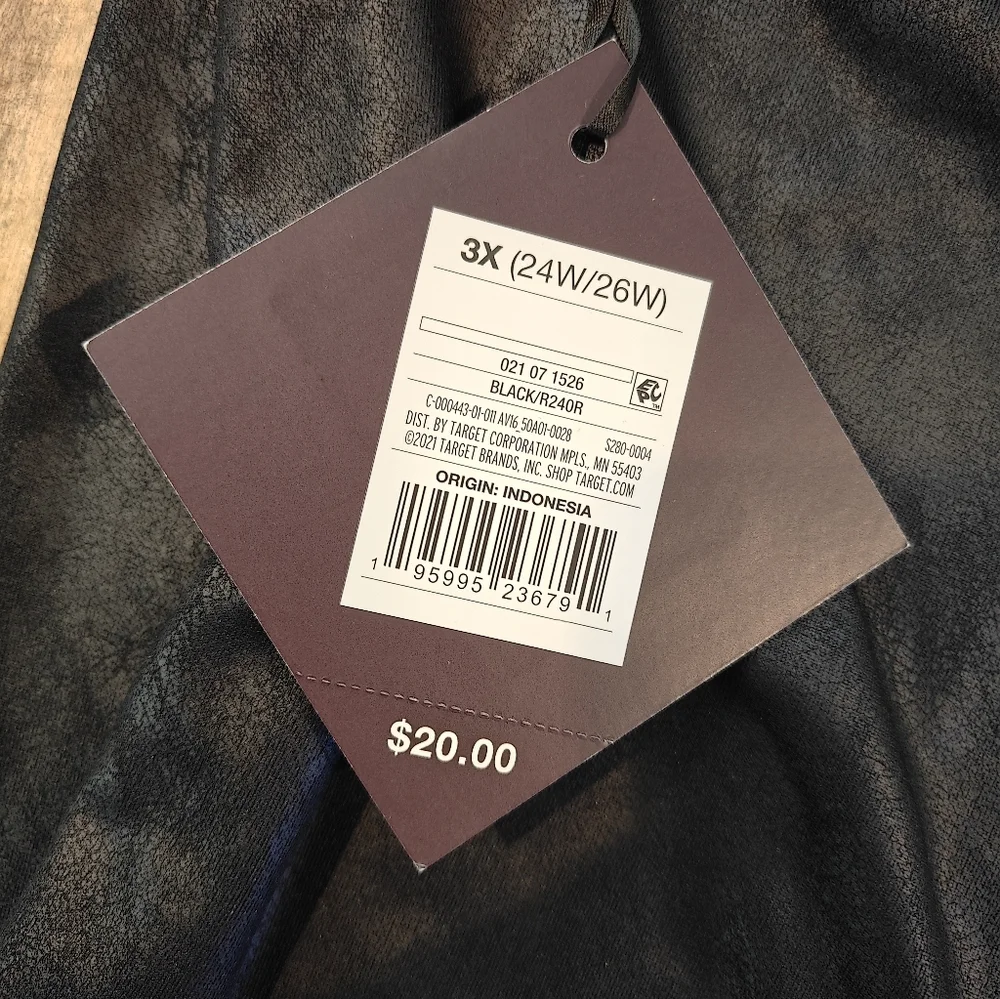 3X (24W/26W)
021 07 1526
EPC™
BLACK/R240R
C-000443-01-011 AV16_50A01-0028 S280-0004
DIST. BY TARGET CORPORATION MPLS., MN 55403
©2021 TARGET BRANDS, INC. SHOP TARGET.COM
ORIGIN: INDONESIA
1 95995 23679 1
$20.00